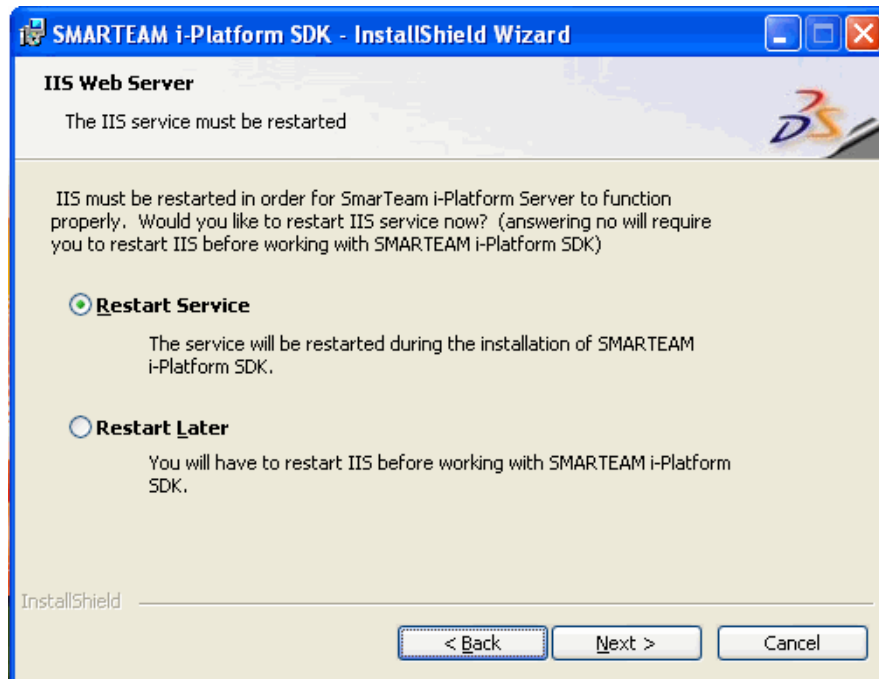 SMARTEAM i-Platform SDK - InstallShield Wizard
IIS Web Server
The IIS service must be restarted
DS
IIS must be restarted in order for SmarTeam i-Platform Server to function
properly. Would you like to restart IIS service now? (answering no will require
you to restart IIS before working with SMARTEAM i-Platform SDK)
Restart Service
The service will be restarted during the installation of SMARTEAM
i-Platform SDK.
Restart Later
You will have to restart IIS before working with SMARTEAM i-Platform
SDK.
InstallShield
< Back Next > Cancel